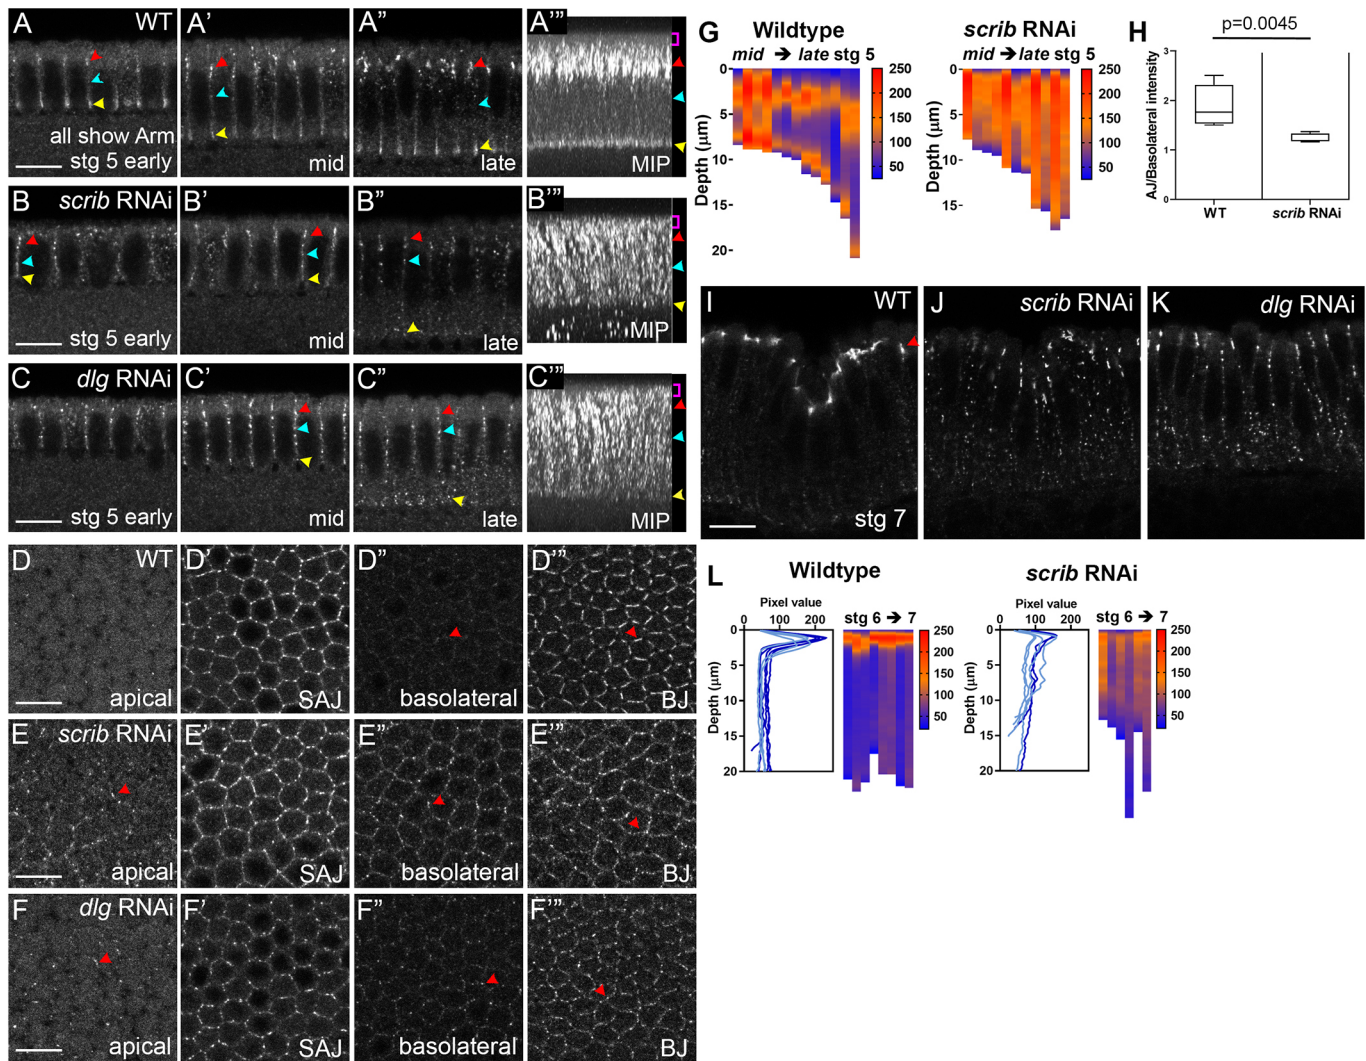 A WT
all show Arm
stg 5 early
A’
mid
A”
late
A”’
MIP
B scrib RNAi
stg 5 early
B’
mid
B”
late
B”’
MIP
C dlg RNAi
stg 5 early
C’
mid
C”
late
C”’
MIP
D WT
apical
D’
SAJ
D”
basolateral
D”’
BJ
E scrib RNAi
apical
E’
SAJ
E”
basolateral
E”’
BJ
F dlg RNAi
apical
F’
SAJ
F”
basolateral
F”’
BJ
G Wildtype
mid ➔ late stg 5
Depth (μm)
0
5
10
15
20
250
200
150
100
50
scrib RNAi
mid ➔ late stg 5
Depth (μm)
0
5
10
15
250
200
150
100
50
H p=0.0045
AJ/Basolateral intensity
3
2
1
0
WT scrib RNAi
I WT
stg 7
J scrib RNAi
K dlg RNAi
L Wildtype
Pixel value
0 100 200
Depth (μm)
0
5
10
15
20
stg 6 ➔ 7
250
200
150
100
50
scrib RNAi
Pixel value
0 100 200
Depth (μm)
0
5
10
15
20
stg 6 ➔ 7
250
200
150
100
50